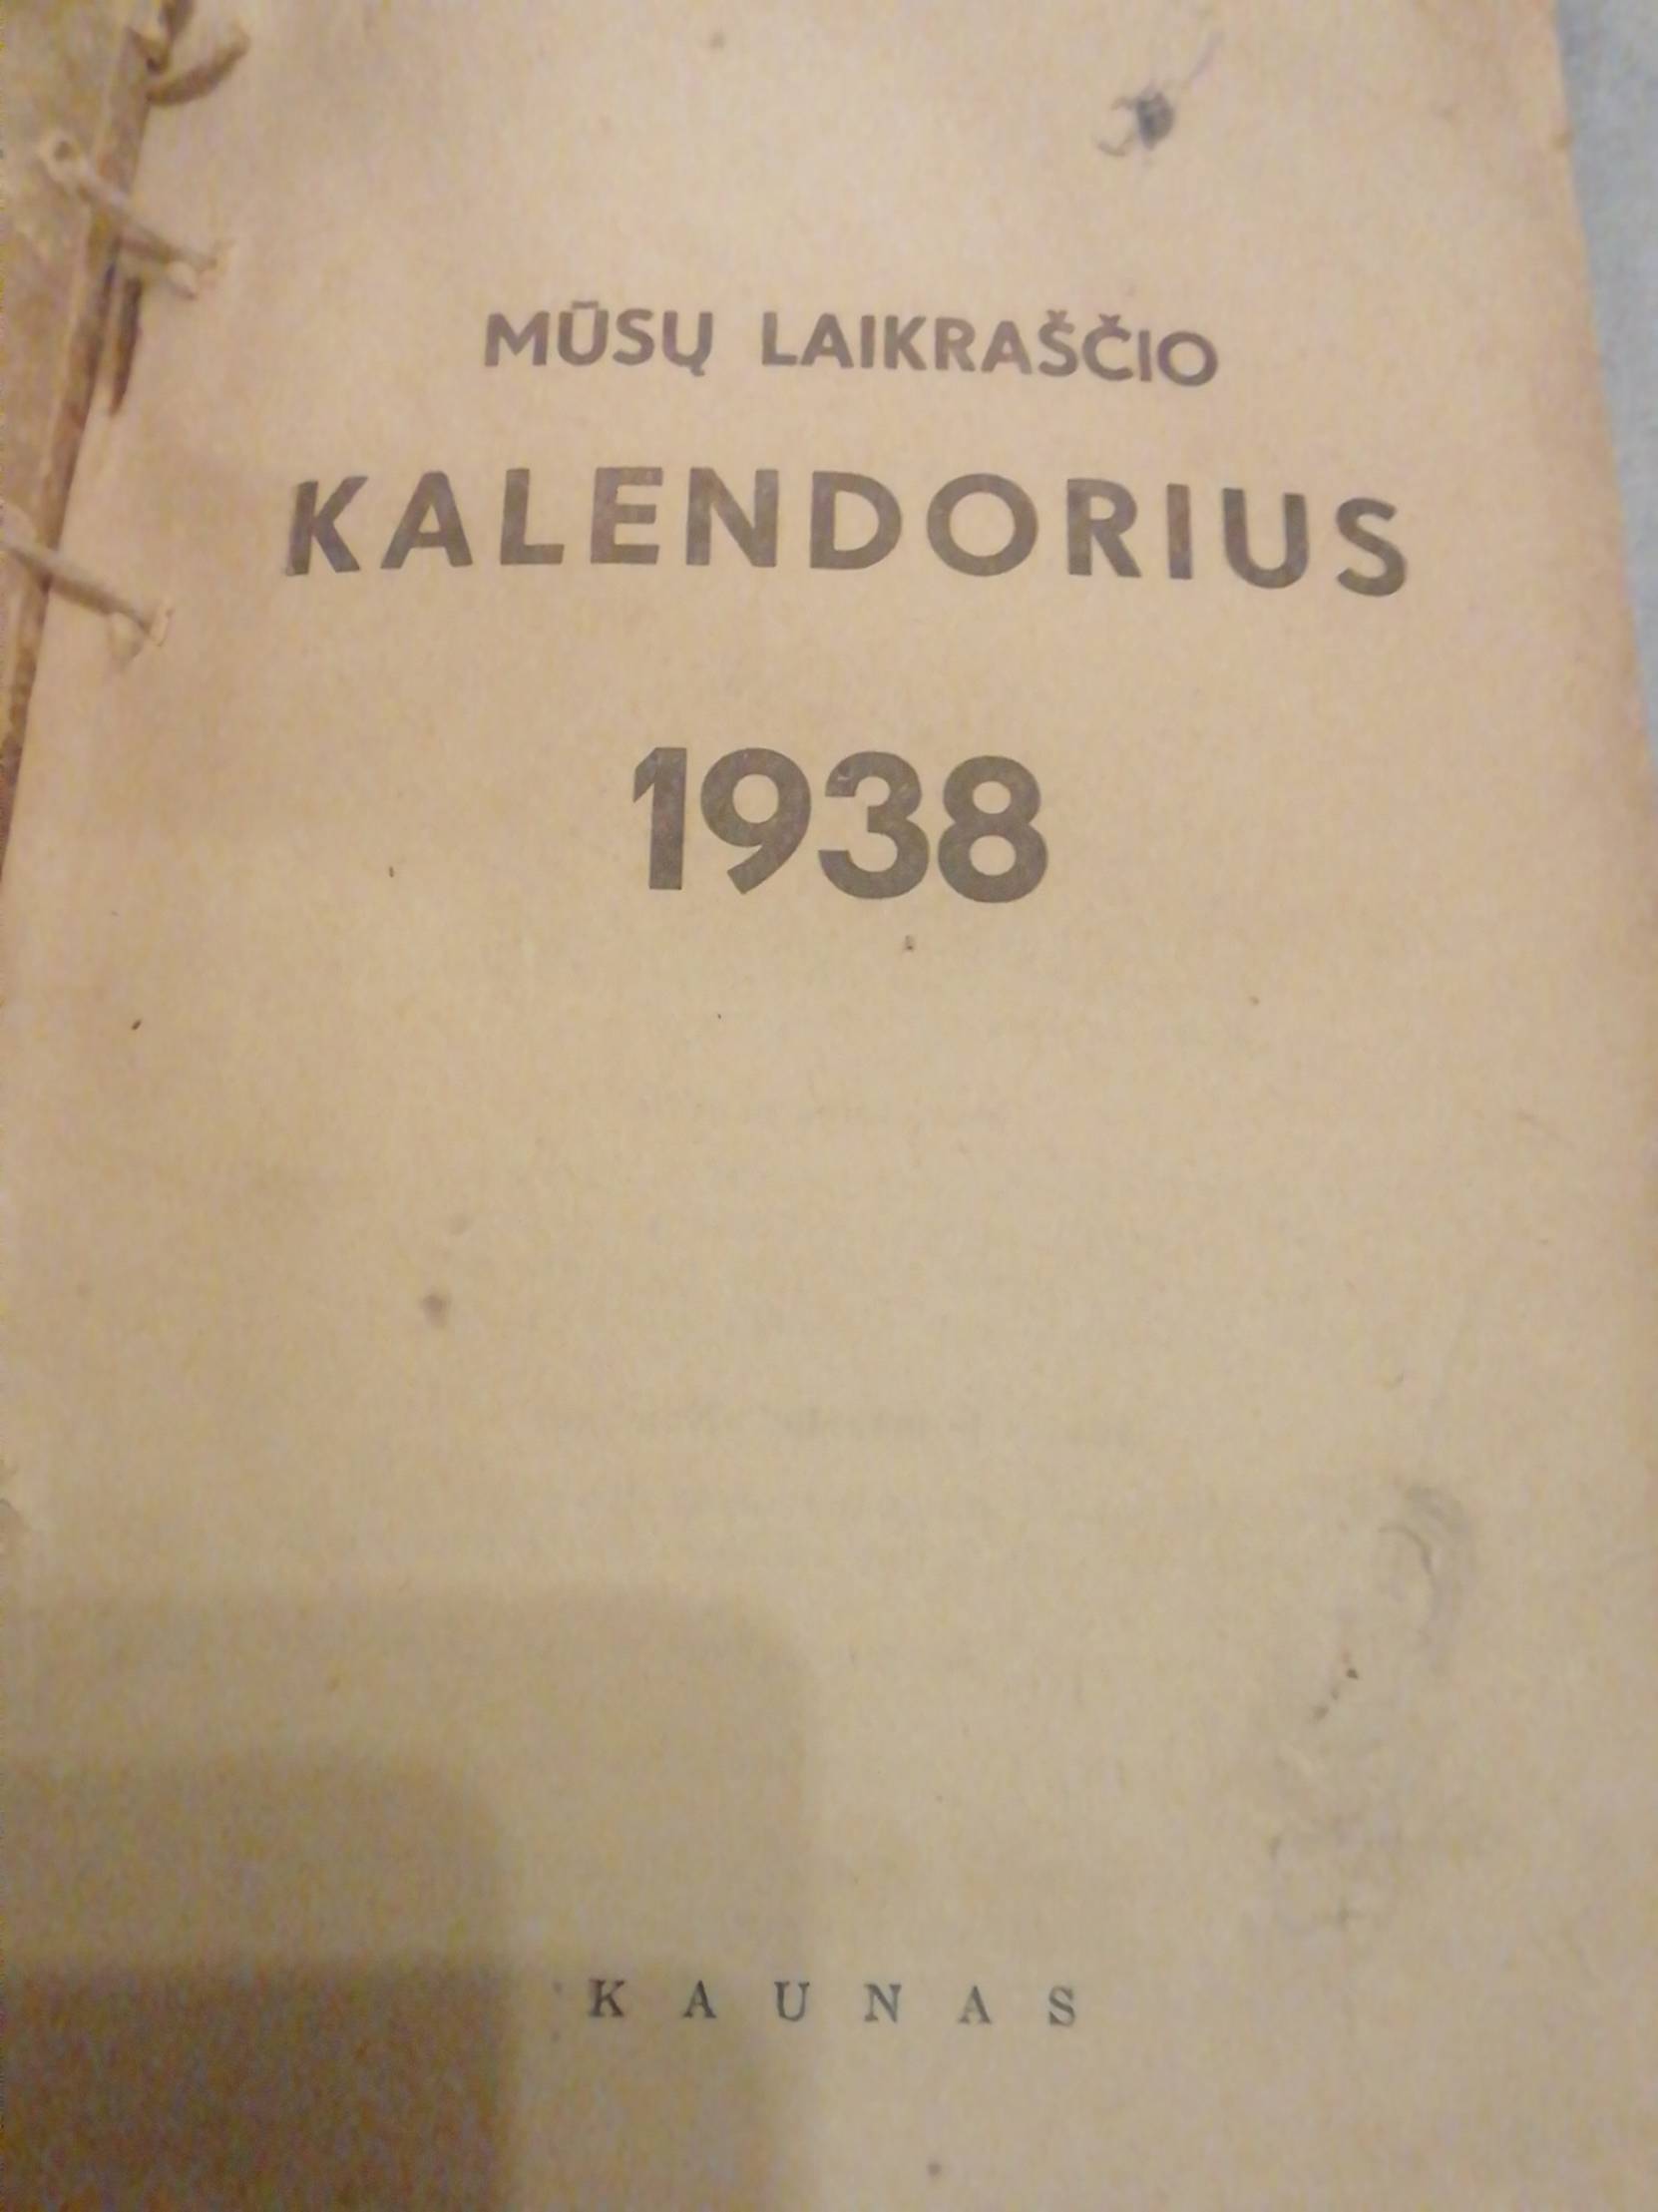 MŪSŲ LAIKRAŠČIO
KALENDORIUS
1938
KAUNAS